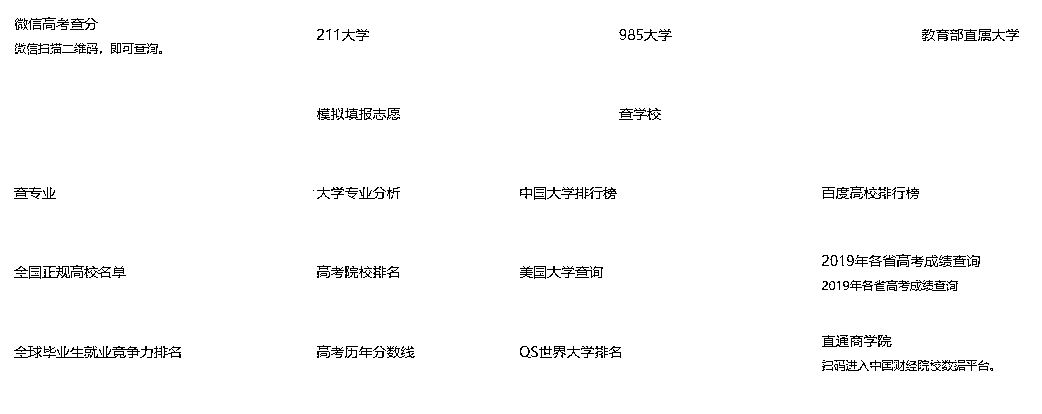 微信高考查分
微信扫描二维码，即可查询。
211大学
985大学
教育部直属大学
模拟填报志愿
查学校
查专业
大学专业分析
中国大学排行榜
百度高校排行榜
全国正规高校名单
高考院校排名
美国大学查询
2019年各省高考成绩查询
2019年各省高考成绩查询
全球毕业生就业竞争力排名
高考历年分数线
QS世界大学排名
直通商学院
扫码进入中国财经院校数据平台。